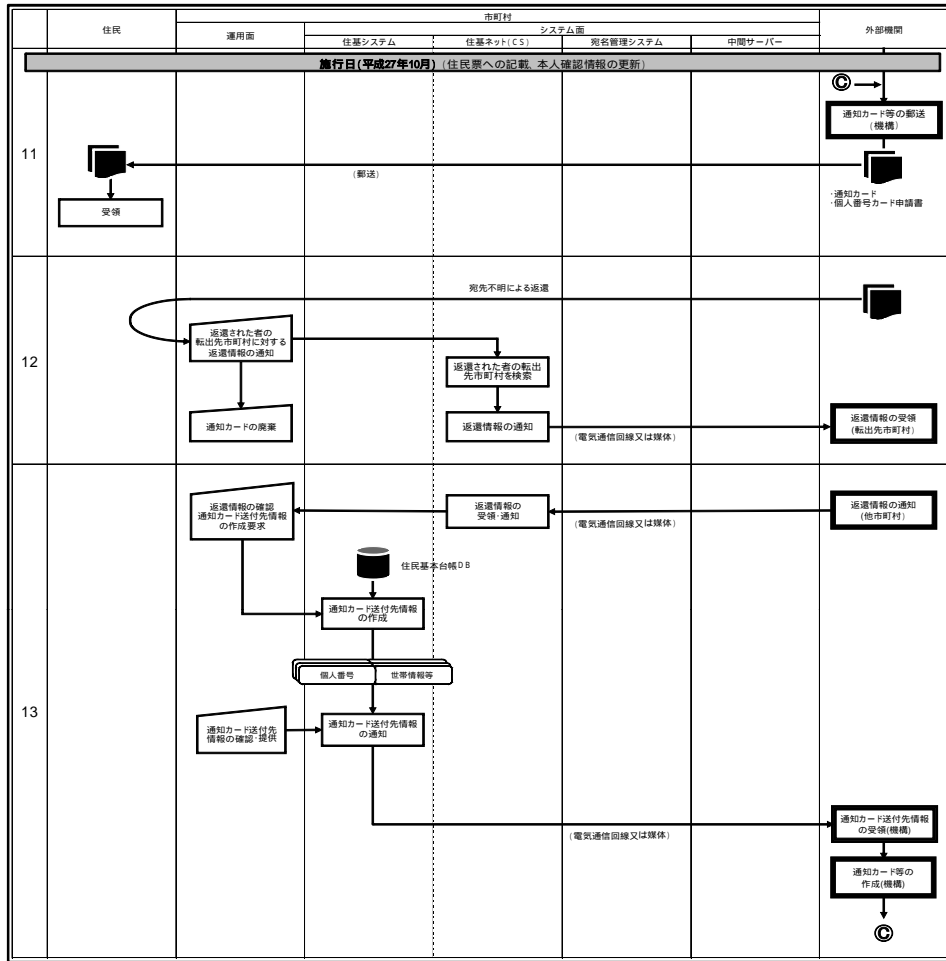 市町村
住民
運用面
システム面
外部機関
住基システム
住基ネット(CS)
宛名管理システム
中間サーバー
施行日(平成27年10月) (住民票への記載、本人確認情報の更新)
11
Ⓒ
通知カード等の郵送
(機構)
(郵送)
・通知カード
・個人番号カード申請書
受領
12
宛先不明による返還
返還された者の
転出先市町村に対する
返還情報の通知
返還された者の転出
先市町村を検索
通知カードの廃棄
返還情報の通知
(電気通信回線又は媒体)
返還情報の受領
(転出先市町村)
13
返還情報の確認
通知カード送付先情報
の作成要求
返還情報の
受領・通知
(電気通信回線又は媒体)
返還情報の通知
(他市町村)
住民基本台帳DB
通知カード送付先情報
の作成
個人番号
世帯情報等
通知カード送付先
情報の確認・提供
通知カード送付先情報
の通知
(電気通信回線又は媒体)
通知カード送付先情報
の受領(機構)
通知カード等の
作成(機構)
Ⓒ